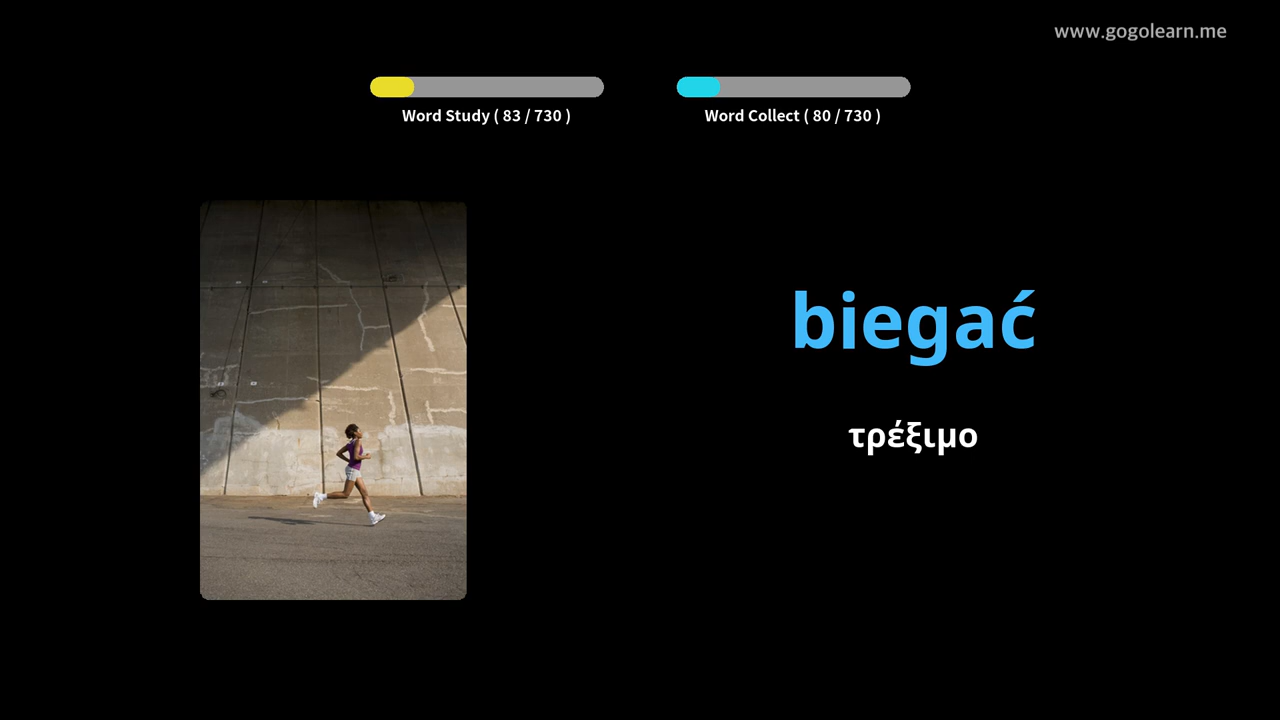 www.gogolearn.me
Word Study ( 83 / 730 )
Word Collect ( 80 / 730 )
biegać
τρέξιμο